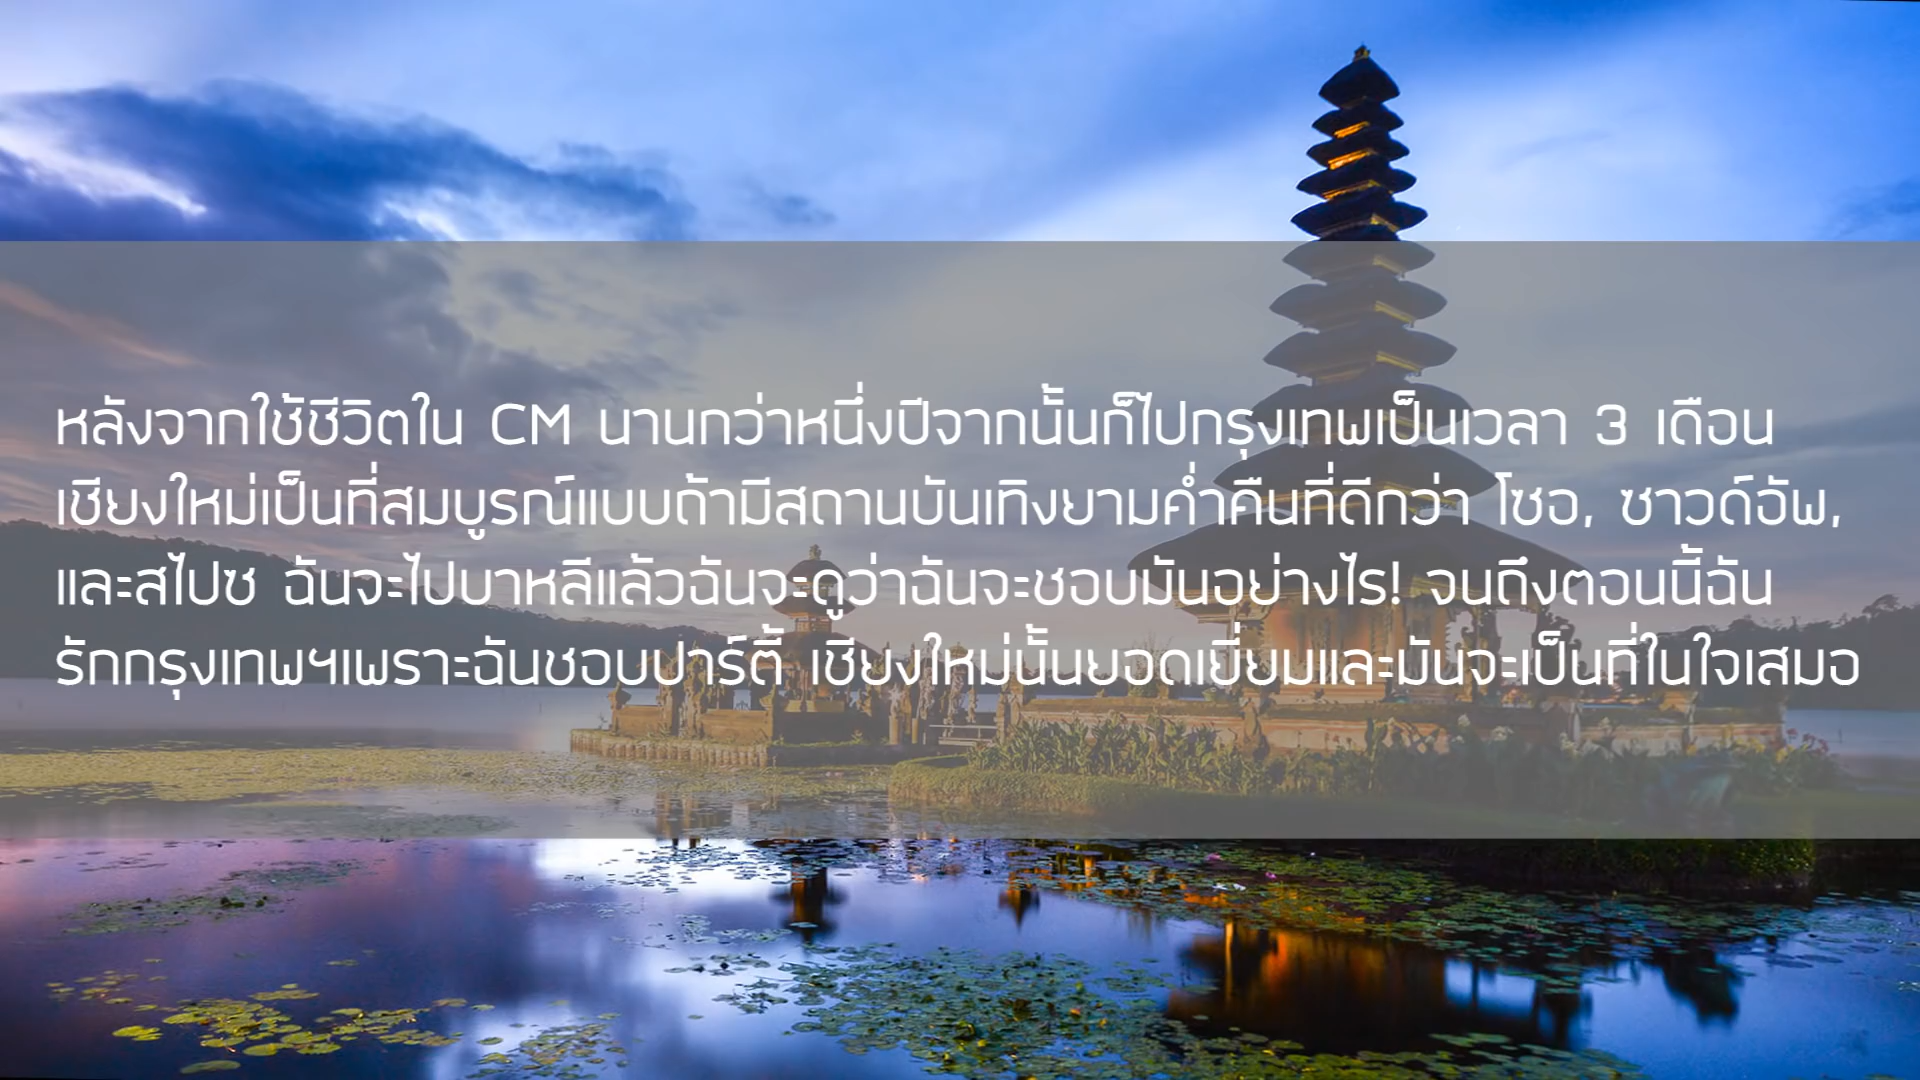 หลังจากใช้ชีวิตใน CM นานกว่าหนึ่งปีจากนั้นก็ไปกรุงเทพเป็นเวลา 3 เดือน
เชียงใหม่เป็นที่สมบูรณ์แบบถ้ามีสถานบันเทิงยามค่ำคืนที่ดีกว่า โซอ, ซาวด์อัพ,
และสไปซ ฉันจะไปบาหลีแล้วฉันจะดูว่าฉันจะชอบมันอย่างไร! จนถึงตอนนี้ฉัน
รักกรุงเทพฯเพราะฉันชอบปาร์ตี้ เชียงใหม่นั้นยอดเยี่ยมและมันจะเป็นที่ในใจเสมอ